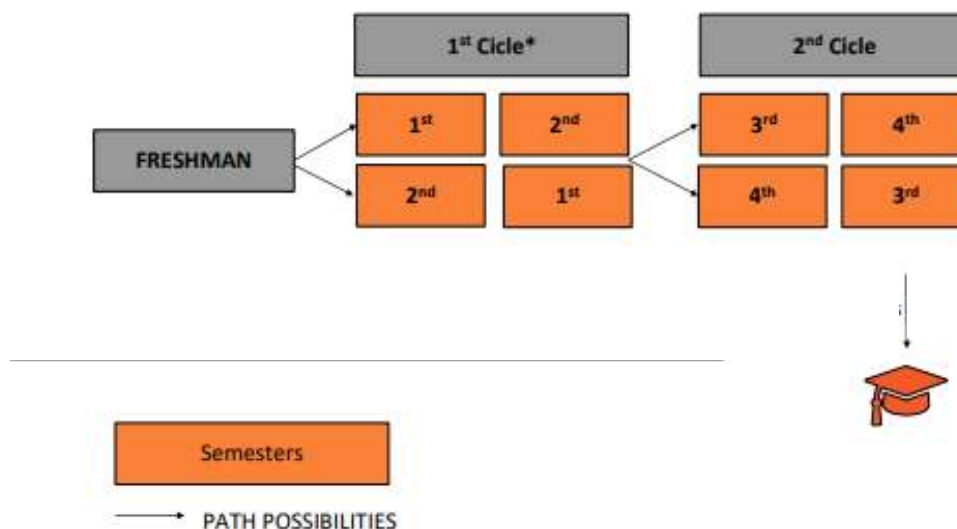 1st Cicle*
2nd Cicle
1st
2nd
3rd
4th
FRESHMAN
2nd
1st
4th
3rd
Semesters
PATH POSSIBILITIES